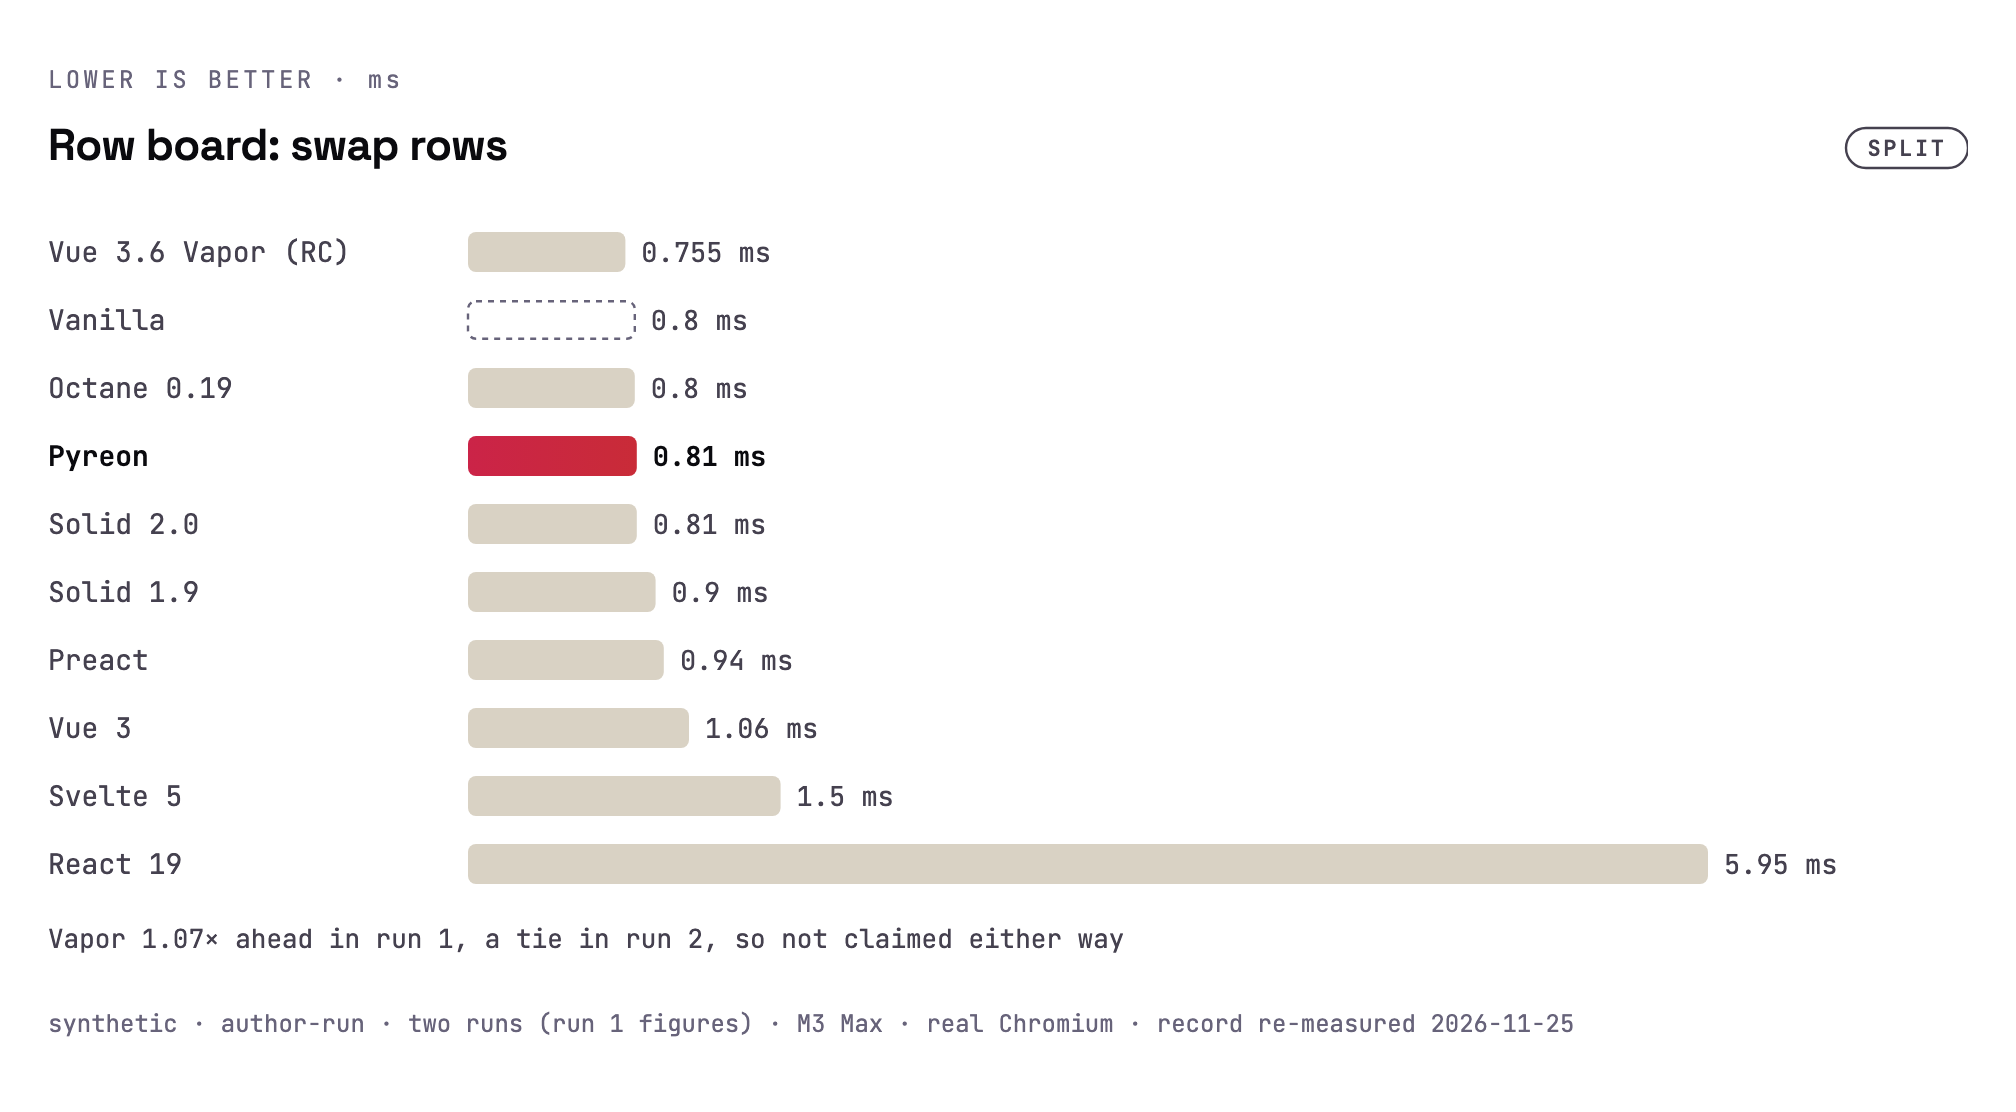 LOWER IS BETTER · ms
Row board: swap rows
SPLIT
Vue 3.6 Vapor (RC) 0.755 ms
Vanilla 0.8 ms
Octane 0.19 0.8 ms
Pyreon 0.81 ms
Solid 2.0 0.81 ms
Solid 1.9 0.9 ms
Preact 0.94 ms
Vue 3 1.06 ms
Svelte 5 1.5 ms
React 19 5.95 ms
Vapor 1.07× ahead in run 1, a tie in run 2, so not claimed either way
synthetic · author-run · two runs (run 1 figures) · M3 Max · real Chromium · record re-measured 2026-11-25